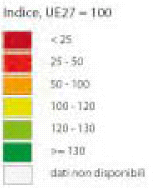 Indice, UE27 = 100
< 25
25 - 50
50 - 100
100 - 120
120 - 130
>= 130
dati non disponibili